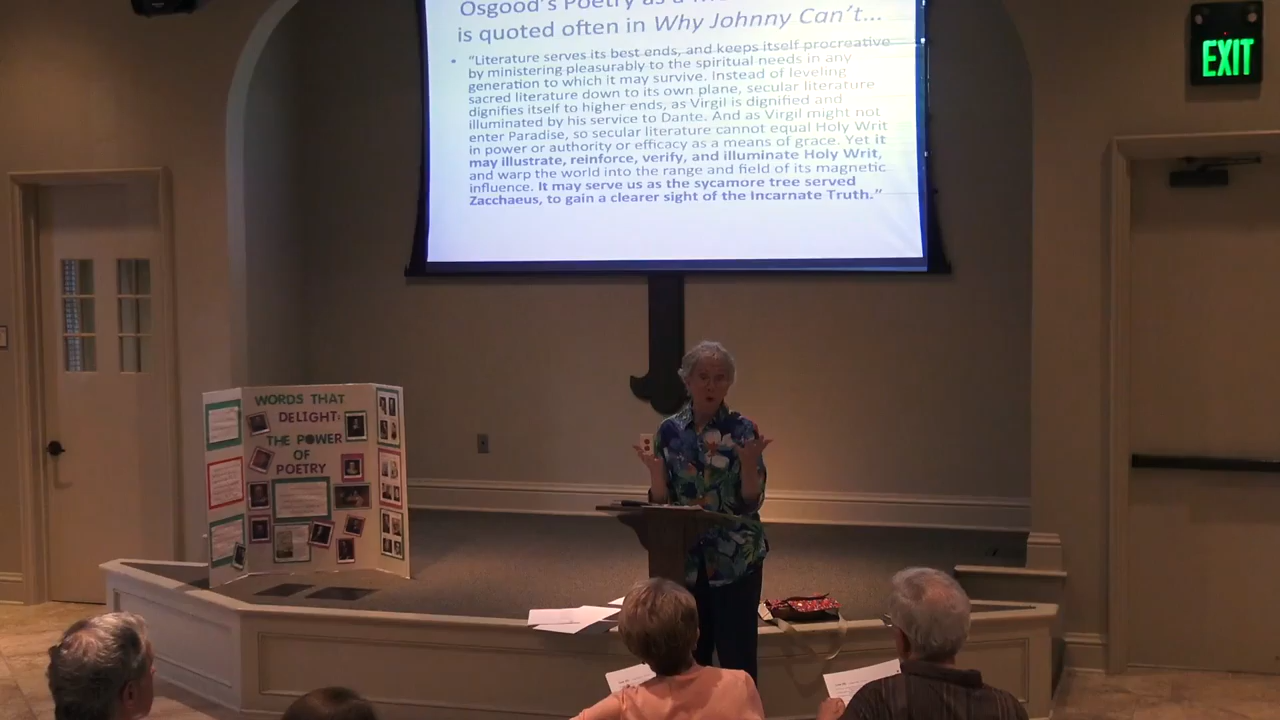 Osgood's Poetry as a
is quoted often in Why Johnny Can't...
• "Literature serves its best ends, and keeps itself procreative
by ministering pleasurably to the spiritual needs in any
generation to which it may survive. Instead of leveling
sacred literature down to its own plane, secular literature
dignifies itself to higher ends, as Virgil is dignified and
illuminated by his service to Dante. And as Virgil might not
enter Paradise, so secular literature cannot equal Holy Writ
in power or authority or efficacy as a means of grace. Yet it
may illustrate, reinforce, verify, and illuminate Holy Writ,
and warp the world into the range and field of its magnetic
influence. It may serve us as the sycamore tree served
Zacchaeus, to gain a clearer sight of the Incarnate Truth."
EXIT
WORDS THAT
DELIGHT:
THE POWER
OF
POETRY